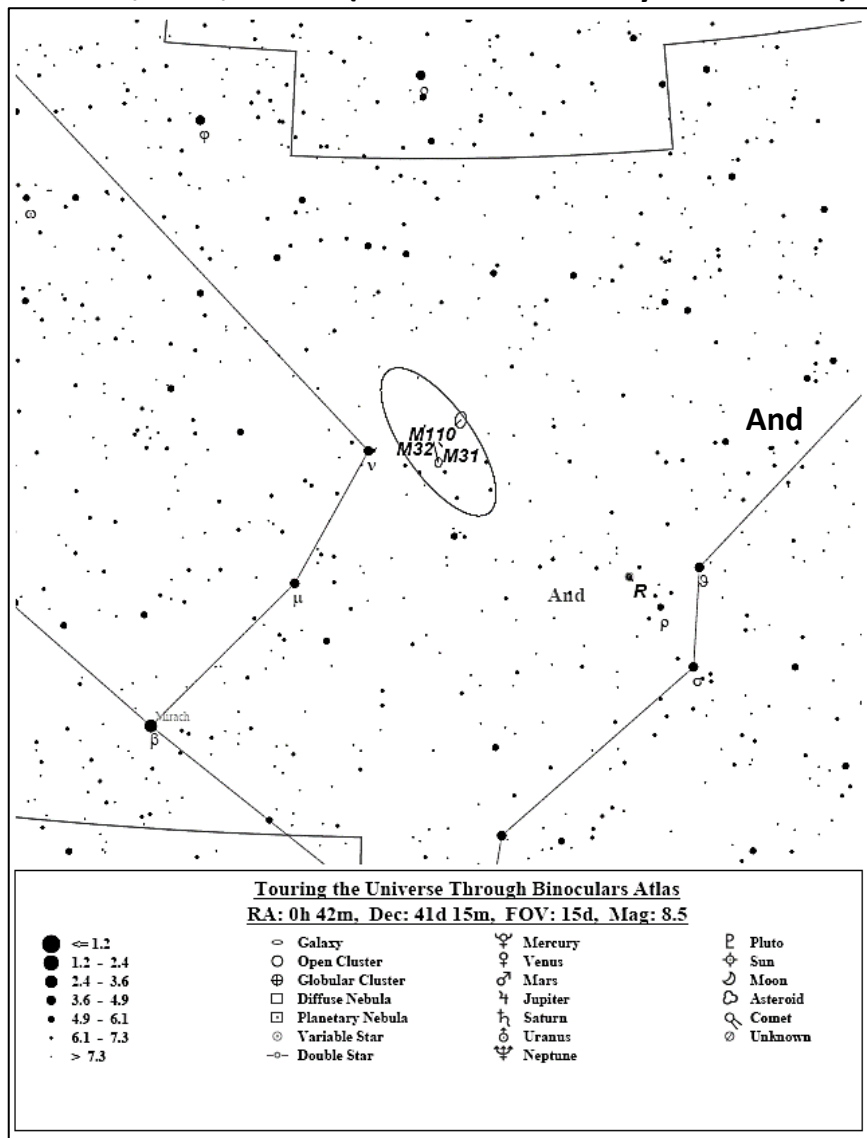 ο
φ
ω
And
M110
M32 M31
ν
ϑ
R
And
μ
ρ
σ
Mirach
β
Touring the Universe Through Binoculars Atlas
RA: 0h 42m, Dec: 41d 15m, FOV: 15d, Mag: 8.5
<= 1.2 Galaxy Mercury Pluto
1.2 - 2.4 Open Cluster Venus Sun
2.4 - 3.6 Globular Cluster Mars Moon
3.6 - 4.9 Diffuse Nebula Jupiter Asteroid
4.9 - 6.1 Planetary Nebula Saturn Comet
6.1 - 7.3 Variable Star Uranus Unknown
> 7.3 Double Star Neptune